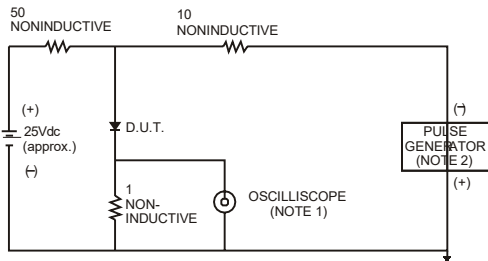 50
NONINDUCTIVE
10
NONINDUCTIVE
(+)
25Vdc
(approx.)
(-)
D.U.T.
1
NON-
INDUCTIVE
OSCILLISCOPE
(NOTE 1)
(-)
PULSE
GENERATOR
(NOTE 2)
(+)